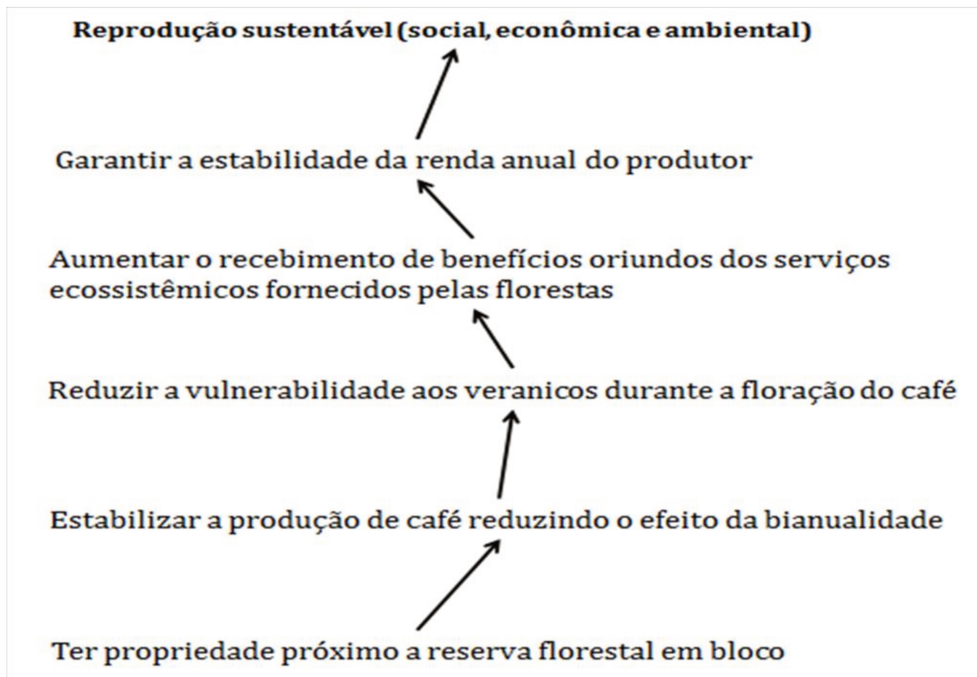 Reprodução sustentável (social, econômica e ambiental)
Garantir a estabilidade da renda anual do produtor
Aumentar o recebimento de benefícios oriundos dos serviços
ecossistêmicos fornecidos pelas florestas
Reduzir a vulnerabilidade aos veranicos durante a floração do café
Estabilizar a produção de café reduzindo o efeito da bianualidade
Ter propriedade próximo a reserva florestal em bloco